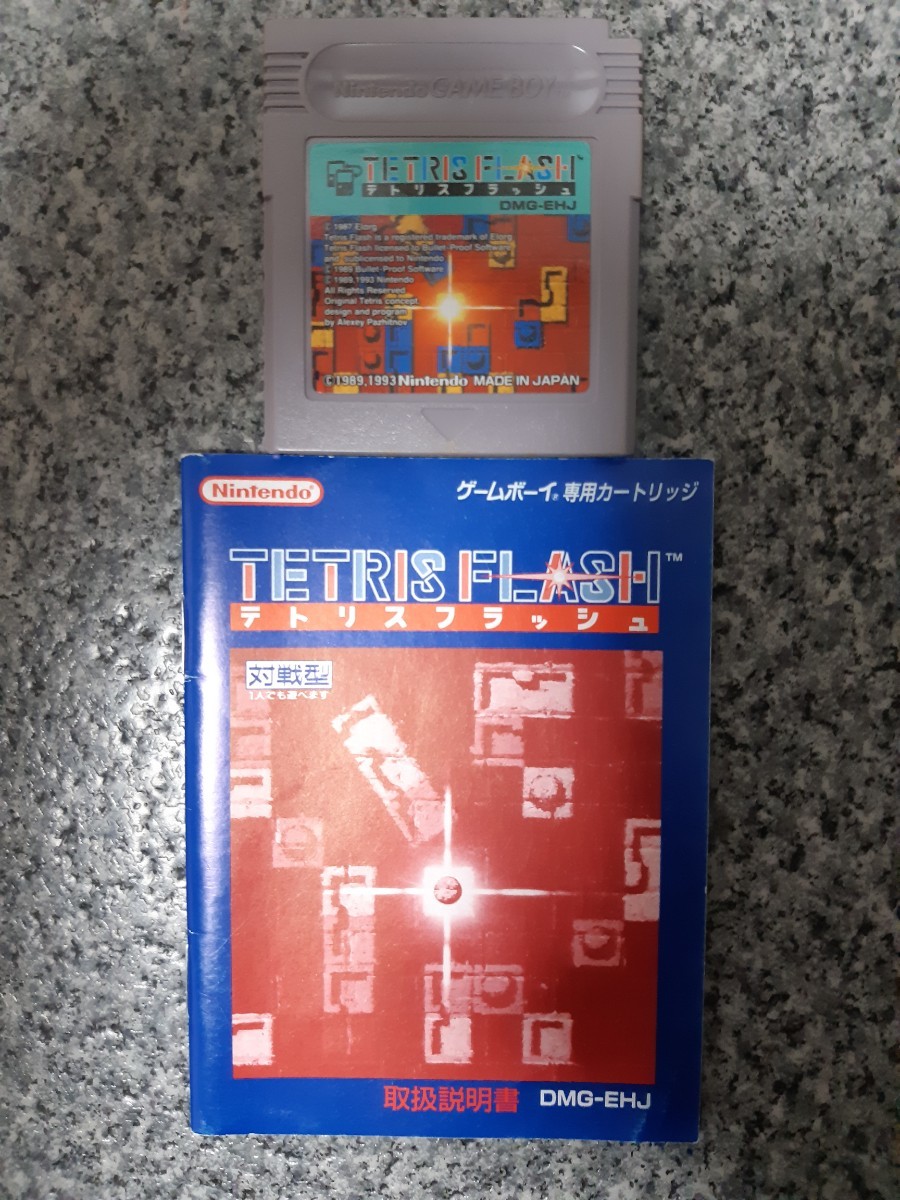 Nintendo GAME BOY
TETRIS FLASH™
テトリスフラッシュ
DMG-EHJ
© 1987 Elorg
Tetris Flash is a registered trademark of Elorg
Tetris Flash licensed to Bullet-Proof Software
and sublicensed to Nintendo
© 1989 Bullet-Proof Software
© 1989,1993 Nintendo
All Rights Reserved
Original Tetris concept,
design and program
by Alexey Pazhitnov
© 1989,1993 Nintendo MADE IN JAPAN
Nintendo®
ゲームボーイ® 専用カートリッジ
TETRIS FLASH™
テトリスフラッシュ
対戦型
1人でも遊べます
取扱説明書 DMG-EHJ